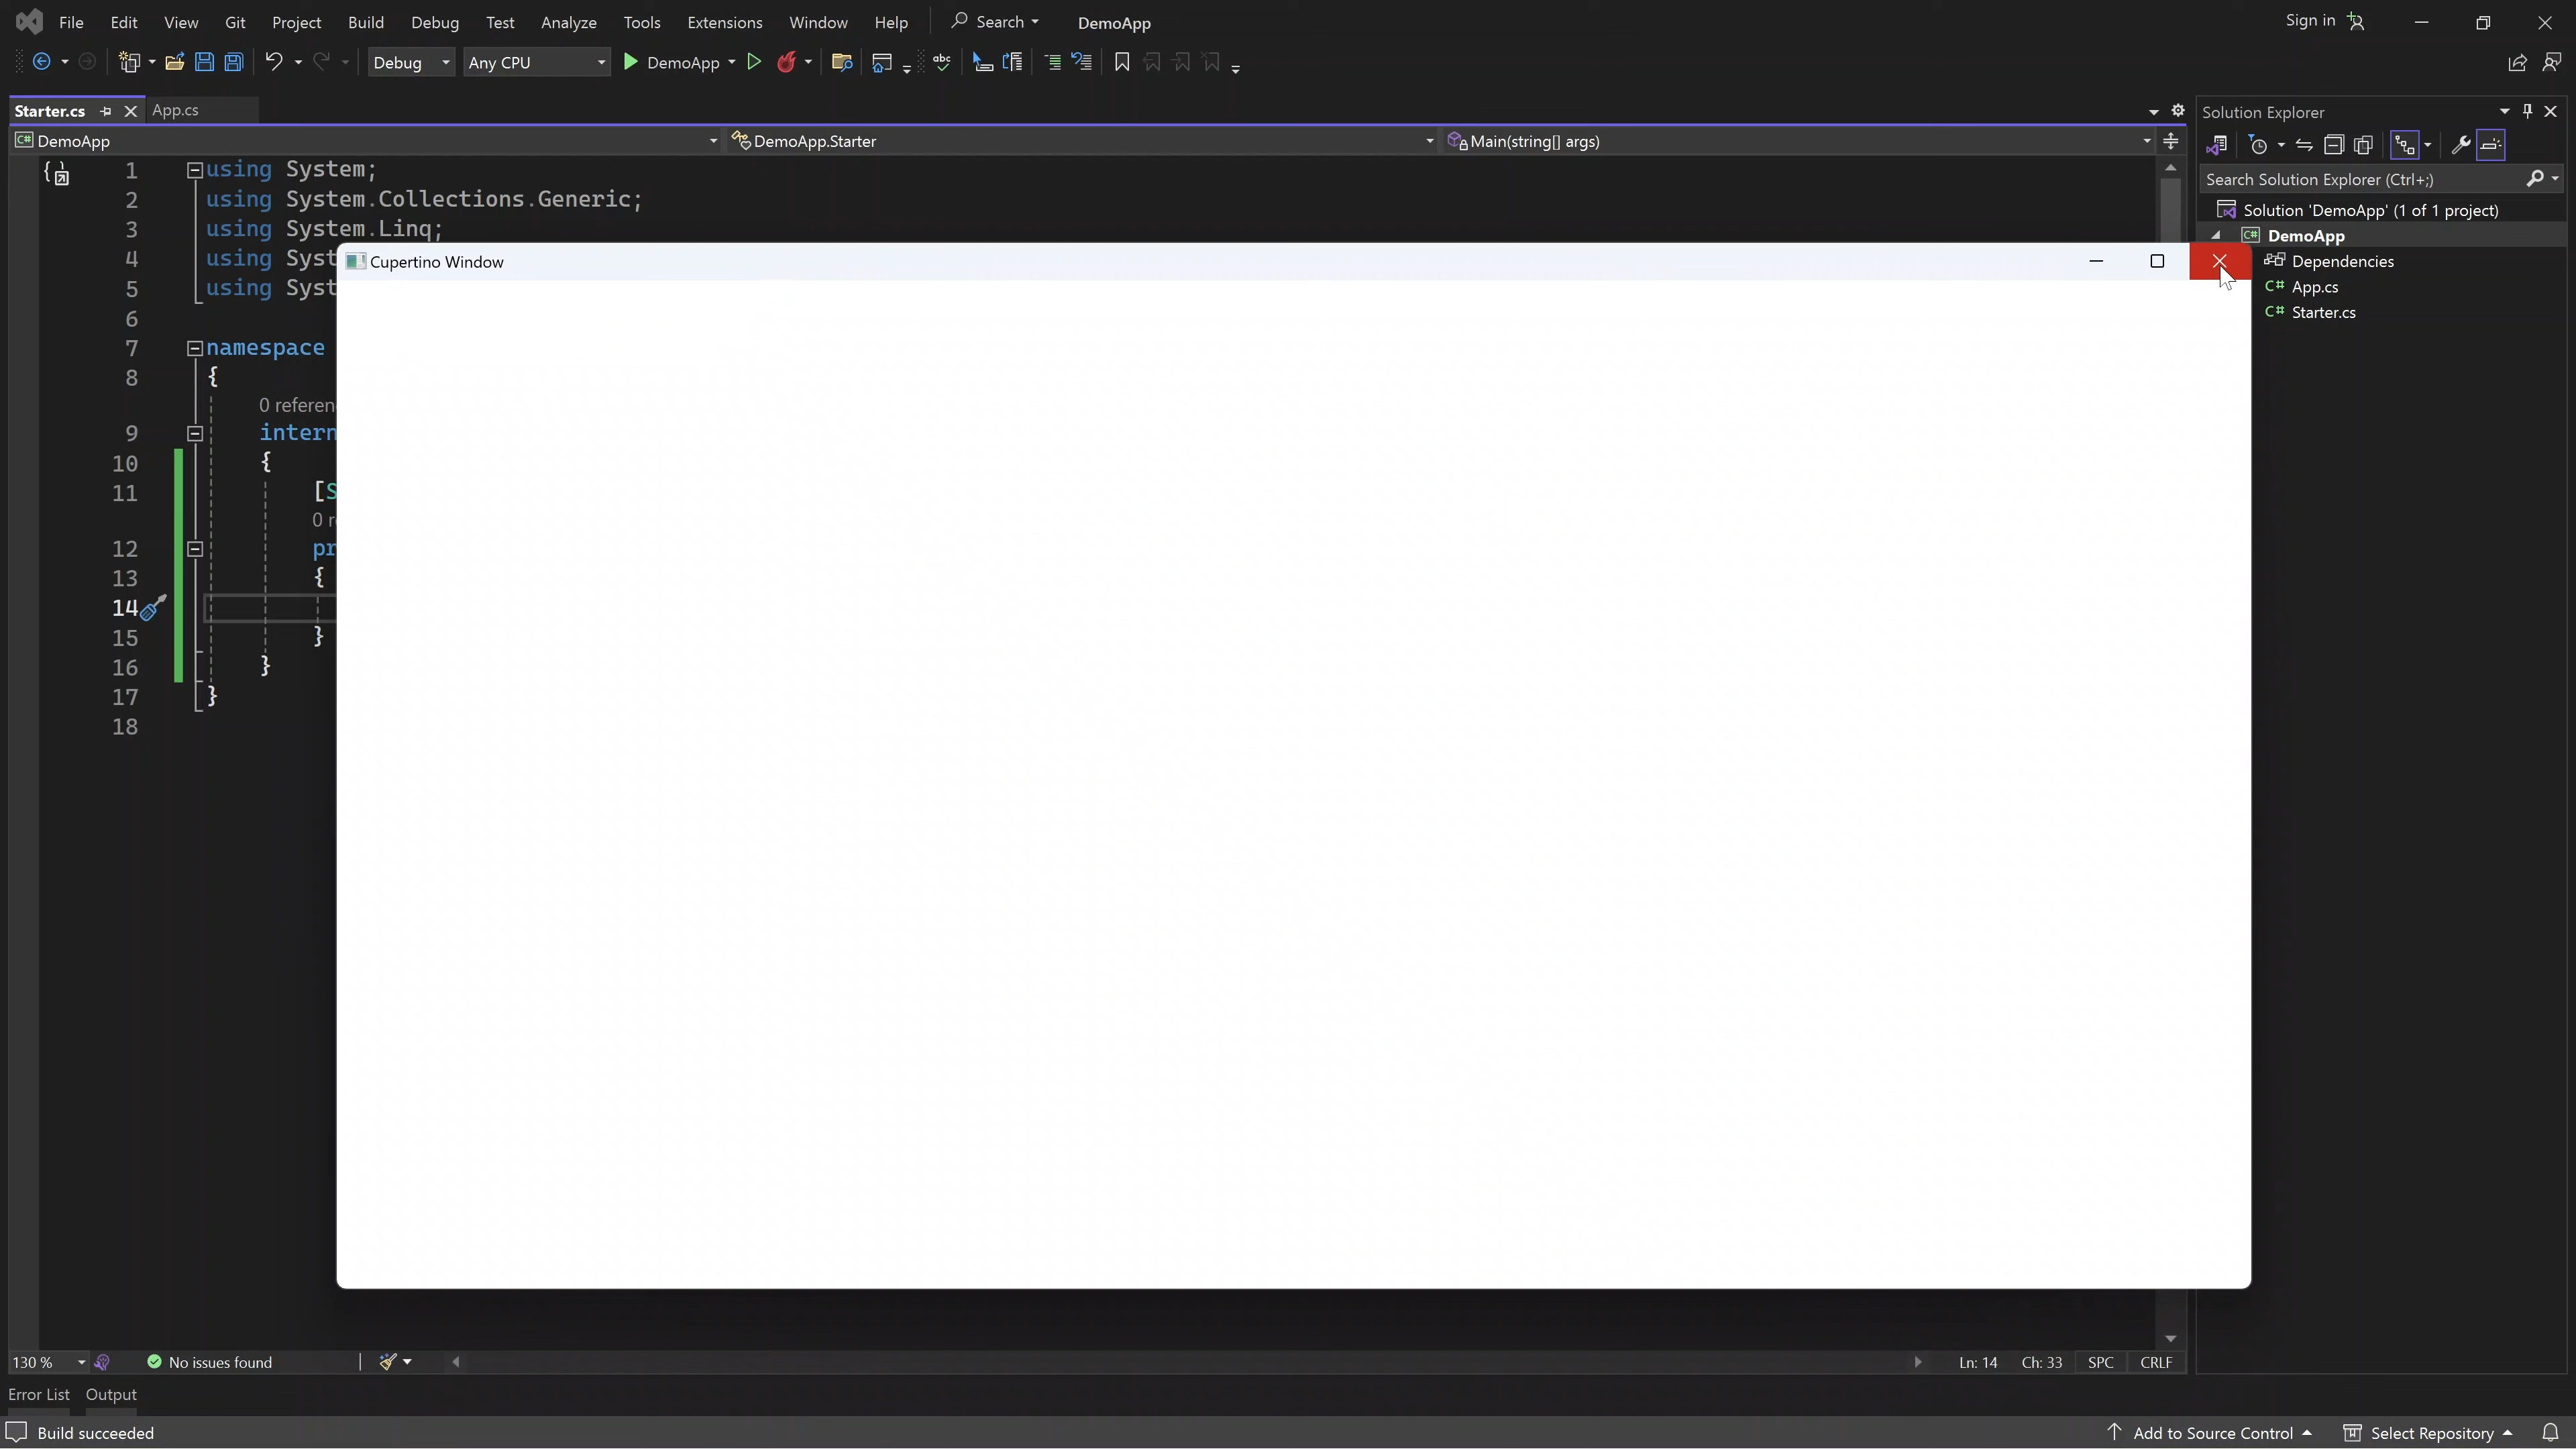 File Edit View Git Project Build Debug Test Analyze Tools Extensions Window Help Search DemoApp Sign in
Debug Any CPU DemoApp
Starter.cs App.cs
DemoApp DemoApp.Starter Main(string[] args)
1 using System;
2 using System.Collections.Generic;
3 using System.Linq;
4 using Syst
5 using Syst
6
7 namespace
8 {
0 referen
9 intern
10 {
11 [S
0 r
12 pr
13 {
14
15 }
16 }
17 }
18
Cupertino Window
Solution Explorer
Search Solution Explorer (Ctrl+;)
Solution 'DemoApp' (1 of 1 project)
C# DemoApp
Dependencies
C# App.cs
C# Starter.cs
130 % No issues found Ln: 14 Ch: 33 SPC CRLF
Error List Output
Build succeeded Add to Source Control Select Repository